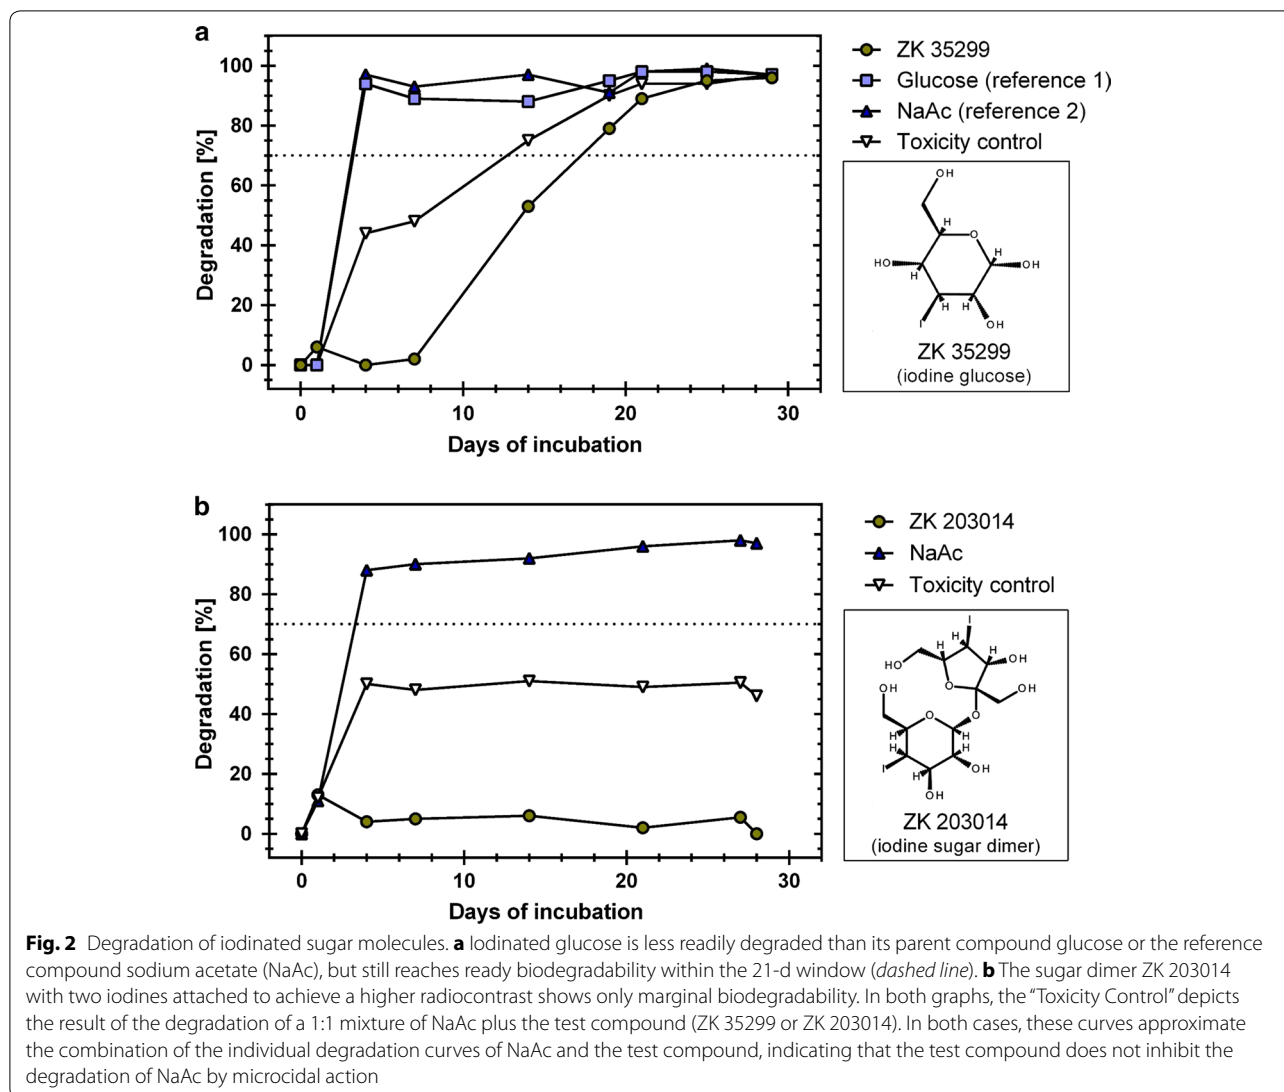 a
ZK 35299
Glucose (reference 1)
NaAc (reference 2)
Toxicity control
Degradation [%]
100
80
60
40
20
0
0 10 20 30
Days of incubation
OH
H
O
H
HO
OH
H
H H
I
OH
ZK 35299
(iodine glucose)
b
ZK 203014
NaAc
Toxicity control
Degradation [%]
100
80
60
40
20
0
0 10 20 30
Days of incubation
I
H
H
H
OH
HO
O
OH
OH
O
O
H
H
H
H
I
H
OH
OH
ZK 203014
(iodine sugar dimer)
Fig. 2 Degradation of iodinated sugar molecules. a Iodinated glucose is less readily degraded than its parent compound glucose or the reference
compound sodium acetate (NaAc), but still reaches ready biodegradability within the 21-d window (dashed line). b The sugar dimer ZK 203014
with two iodines attached to achieve a higher radiocontrast shows only marginal biodegradability. In both graphs, the “Toxicity Control” depicts
the result of the degradation of a 1:1 mixture of NaAc plus the test compound (ZK 35299 or ZK 203014). In both cases, these curves approximate
the combination of the individual degradation curves of NaAc and the test compound, indicating that the test compound does not inhibit the
degradation of NaAc by microcidal action